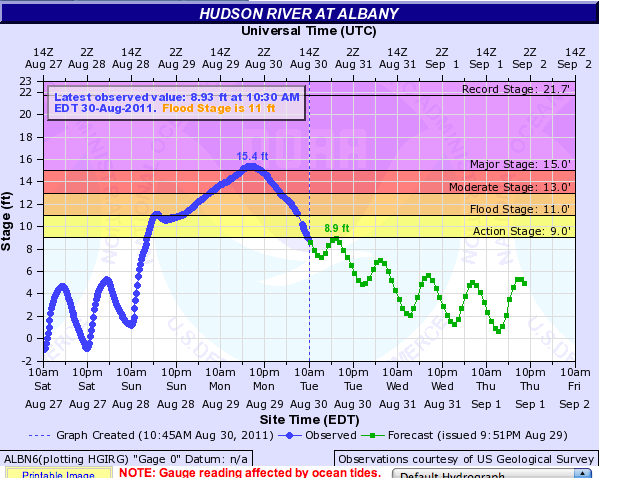 HUDSON RIVER AT ALBANY
Universal Time (UTC)
14Z 2Z 14Z 2Z 14Z 2Z 14Z 2Z 14Z 2Z 14Z 2Z 14Z
Aug 27 Aug 28 Aug 28 Aug 29 Aug 29 Aug 30 Aug 30 Aug 31 Aug 31 Sep 1 Sep 1 Sep 2 Sep 2
Latest observed value: 8.93 ft at 10:30 AM
EDT 30-Aug-2011. Flood Stage is 11 ft
Record Stage: 21.7'
15.4 ft
Major Stage: 15.0'
Moderate Stage: 13.0'
Flood Stage: 11.0'
8.9 ft
Action Stage: 9.0'
Stage (ft)
23
22
20
18
16
14
12
10
8
6
4
2
0
-2
10am 10pm 10am 10pm 10am 10pm 10am 10pm 10am 10pm 10am 10pm 10am
Sat Sat Sun Sun Mon Mon Tue Tue Wed Wed Thu Thu Fri
Aug 27 Aug 27 Aug 28 Aug 28 Aug 29 Aug 29 Aug 30 Aug 30 Aug 31 Aug 31 Sep 1 Sep 1 Sep 2
Site Time (EDT)
Graph Created (10:45AM Aug 30, 2011) Observed Forecast (issued 9:51PM Aug 29)
ALBN6(plotting HGIRG) "Gage 0" Datum: n/a Observations courtesy of US Geological Survey
Printable Image NOTE: Gauge reading affected by ocean tides. Default Hydrograph